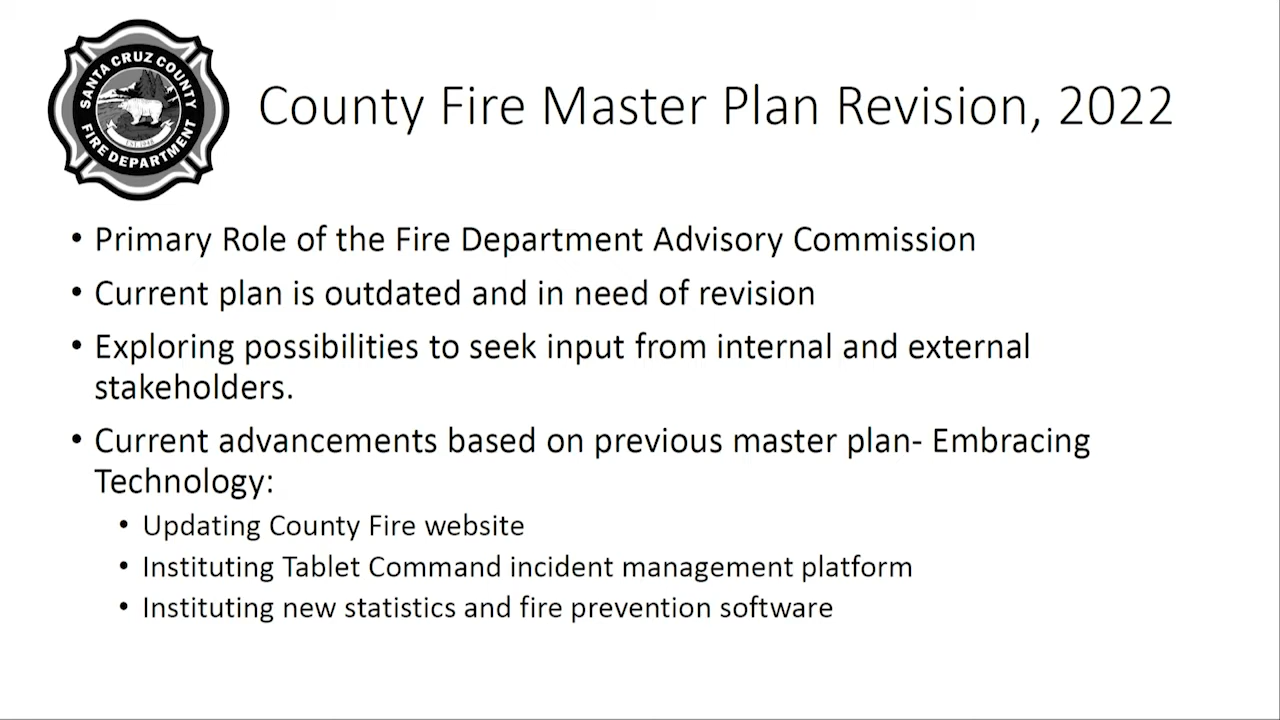 SANTA CRUZ COUNTY
FIRE DEPARTMENT
County Fire Master Plan Revision, 2022
• Primary Role of the Fire Department Advisory Commission
• Current plan is outdated and in need of revision
• Exploring possibilities to seek input from internal and external
stakeholders.
• Current advancements based on previous master plan- Embracing
Technology:
• Updating County Fire website
• Instituting Tablet Command incident management platform
• Instituting new statistics and fire prevention software